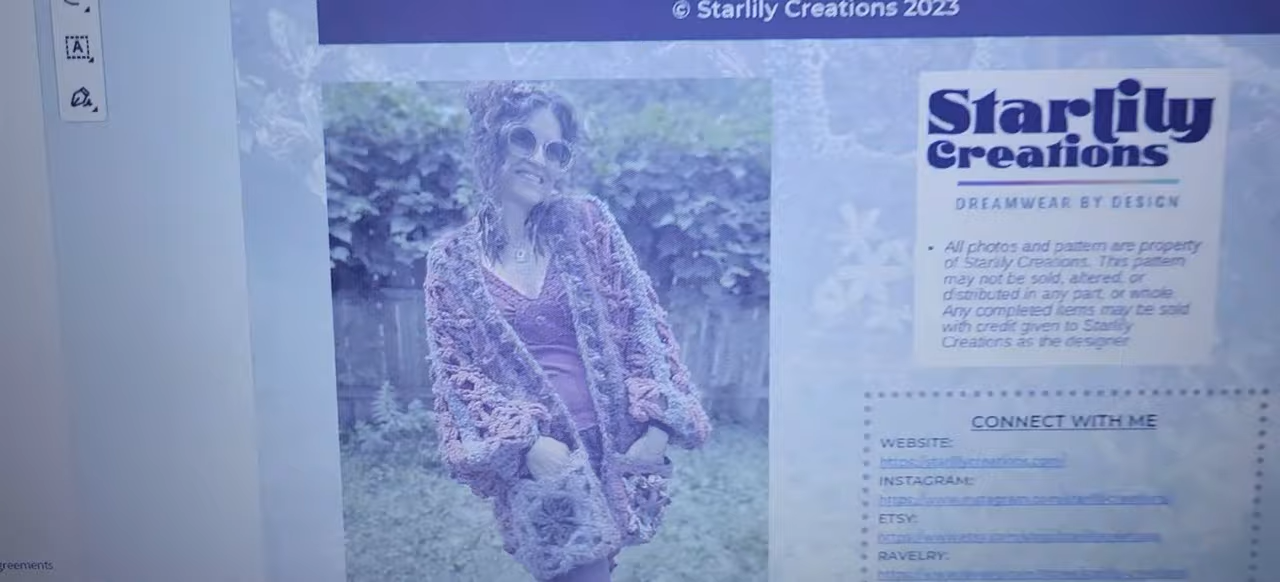 © Starlily Creations 2023
A
Starlily
Creations
DREAMWEAR BY DESIGN
• All photos and pattern are property
of Starlily Creations. This pattern
may not be sold, altered, or
distributed in any part, or whole.
Any completed items may be sold
with credit given to Starlily
Creations as the designer
CONNECT WITH ME
WEBSITE:
https://starlilycreations.com/
INSTAGRAM:
ETSY:
RAVELRY:
greements